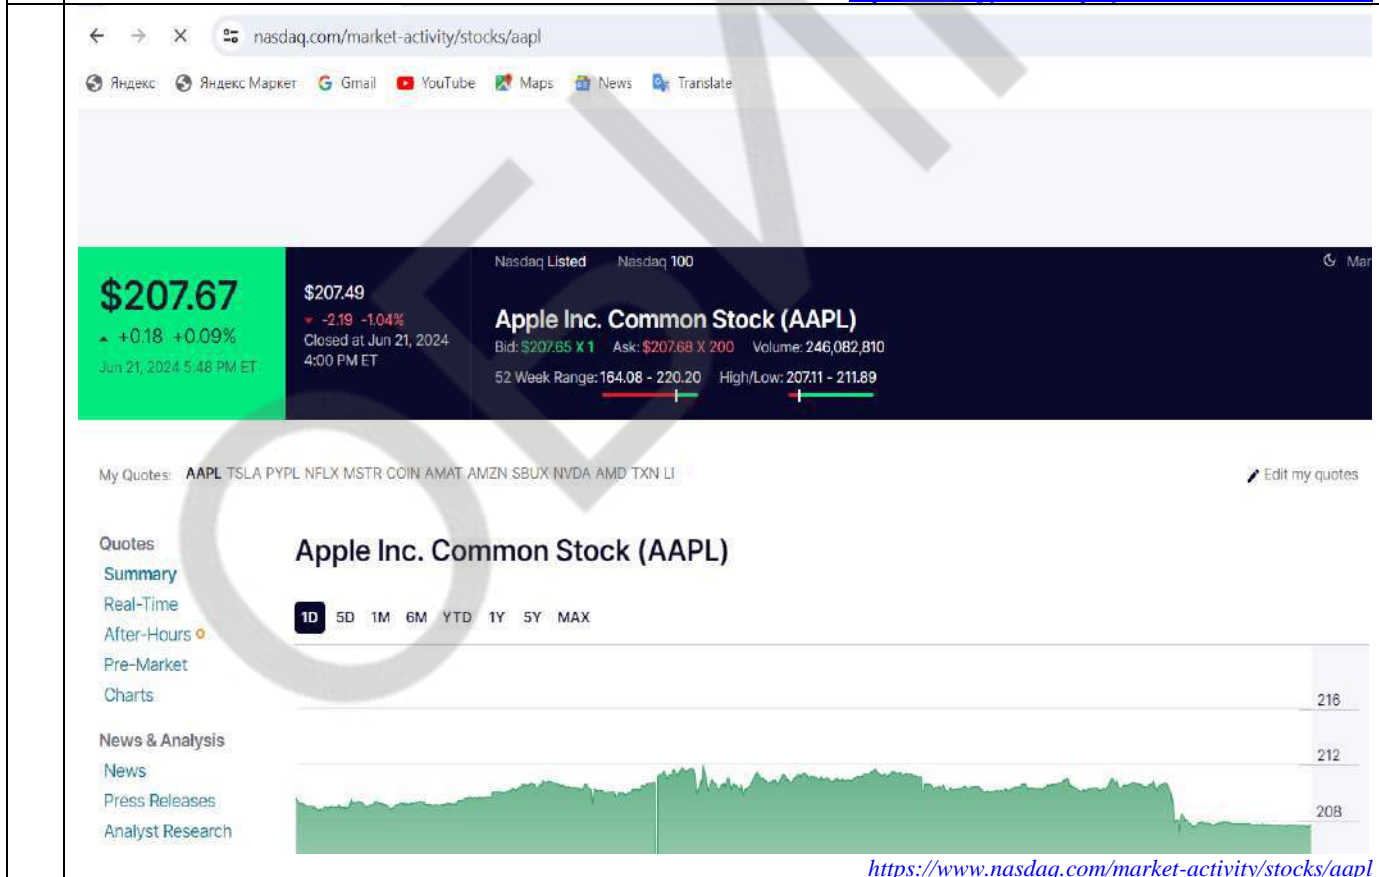 nasdaq.com/market-activity/stocks/aapl
Яндекс Яндекс Маркет Gmail YouTube Maps News Translate
$207.67
+0.18 +0.09%
Jun 21, 2024 5:48 PM ET
$207.49
-2.19 -1.04%
Closed at Jun 21, 2024
4:00 PM ET
Nasdaq Listed Nasdaq 100
Mar
Apple Inc. Common Stock (AAPL)
Bid: $207.65 X 1 Ask: $207.68 X 200 Volume: 246,082,810
52 Week Range: 164.08 - 220.20 High/Low: 207.11 - 211.89
My Quotes: AAPL TSLA PYPL NFLX MSTR COIN AMAT AMZN SBUX NVDA AMD TXN LI
Edit my quotes
Quotes
Summary
Real-Time
After-Hours
Pre-Market
Charts
News & Analysis
News
Press Releases
Analyst Research
Apple Inc. Common Stock (AAPL)
1D 5D 1M 6M YTD 1Y 5Y MAX
216
212
208
https://www.nasdaq.com/market-activity/stocks/aapl